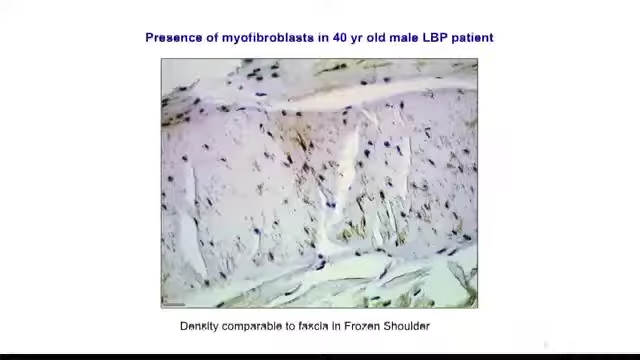 Presence of myofibroblasts in 40 yr old male LBP patient
Density comparable to fascia in Frozen Shoulder